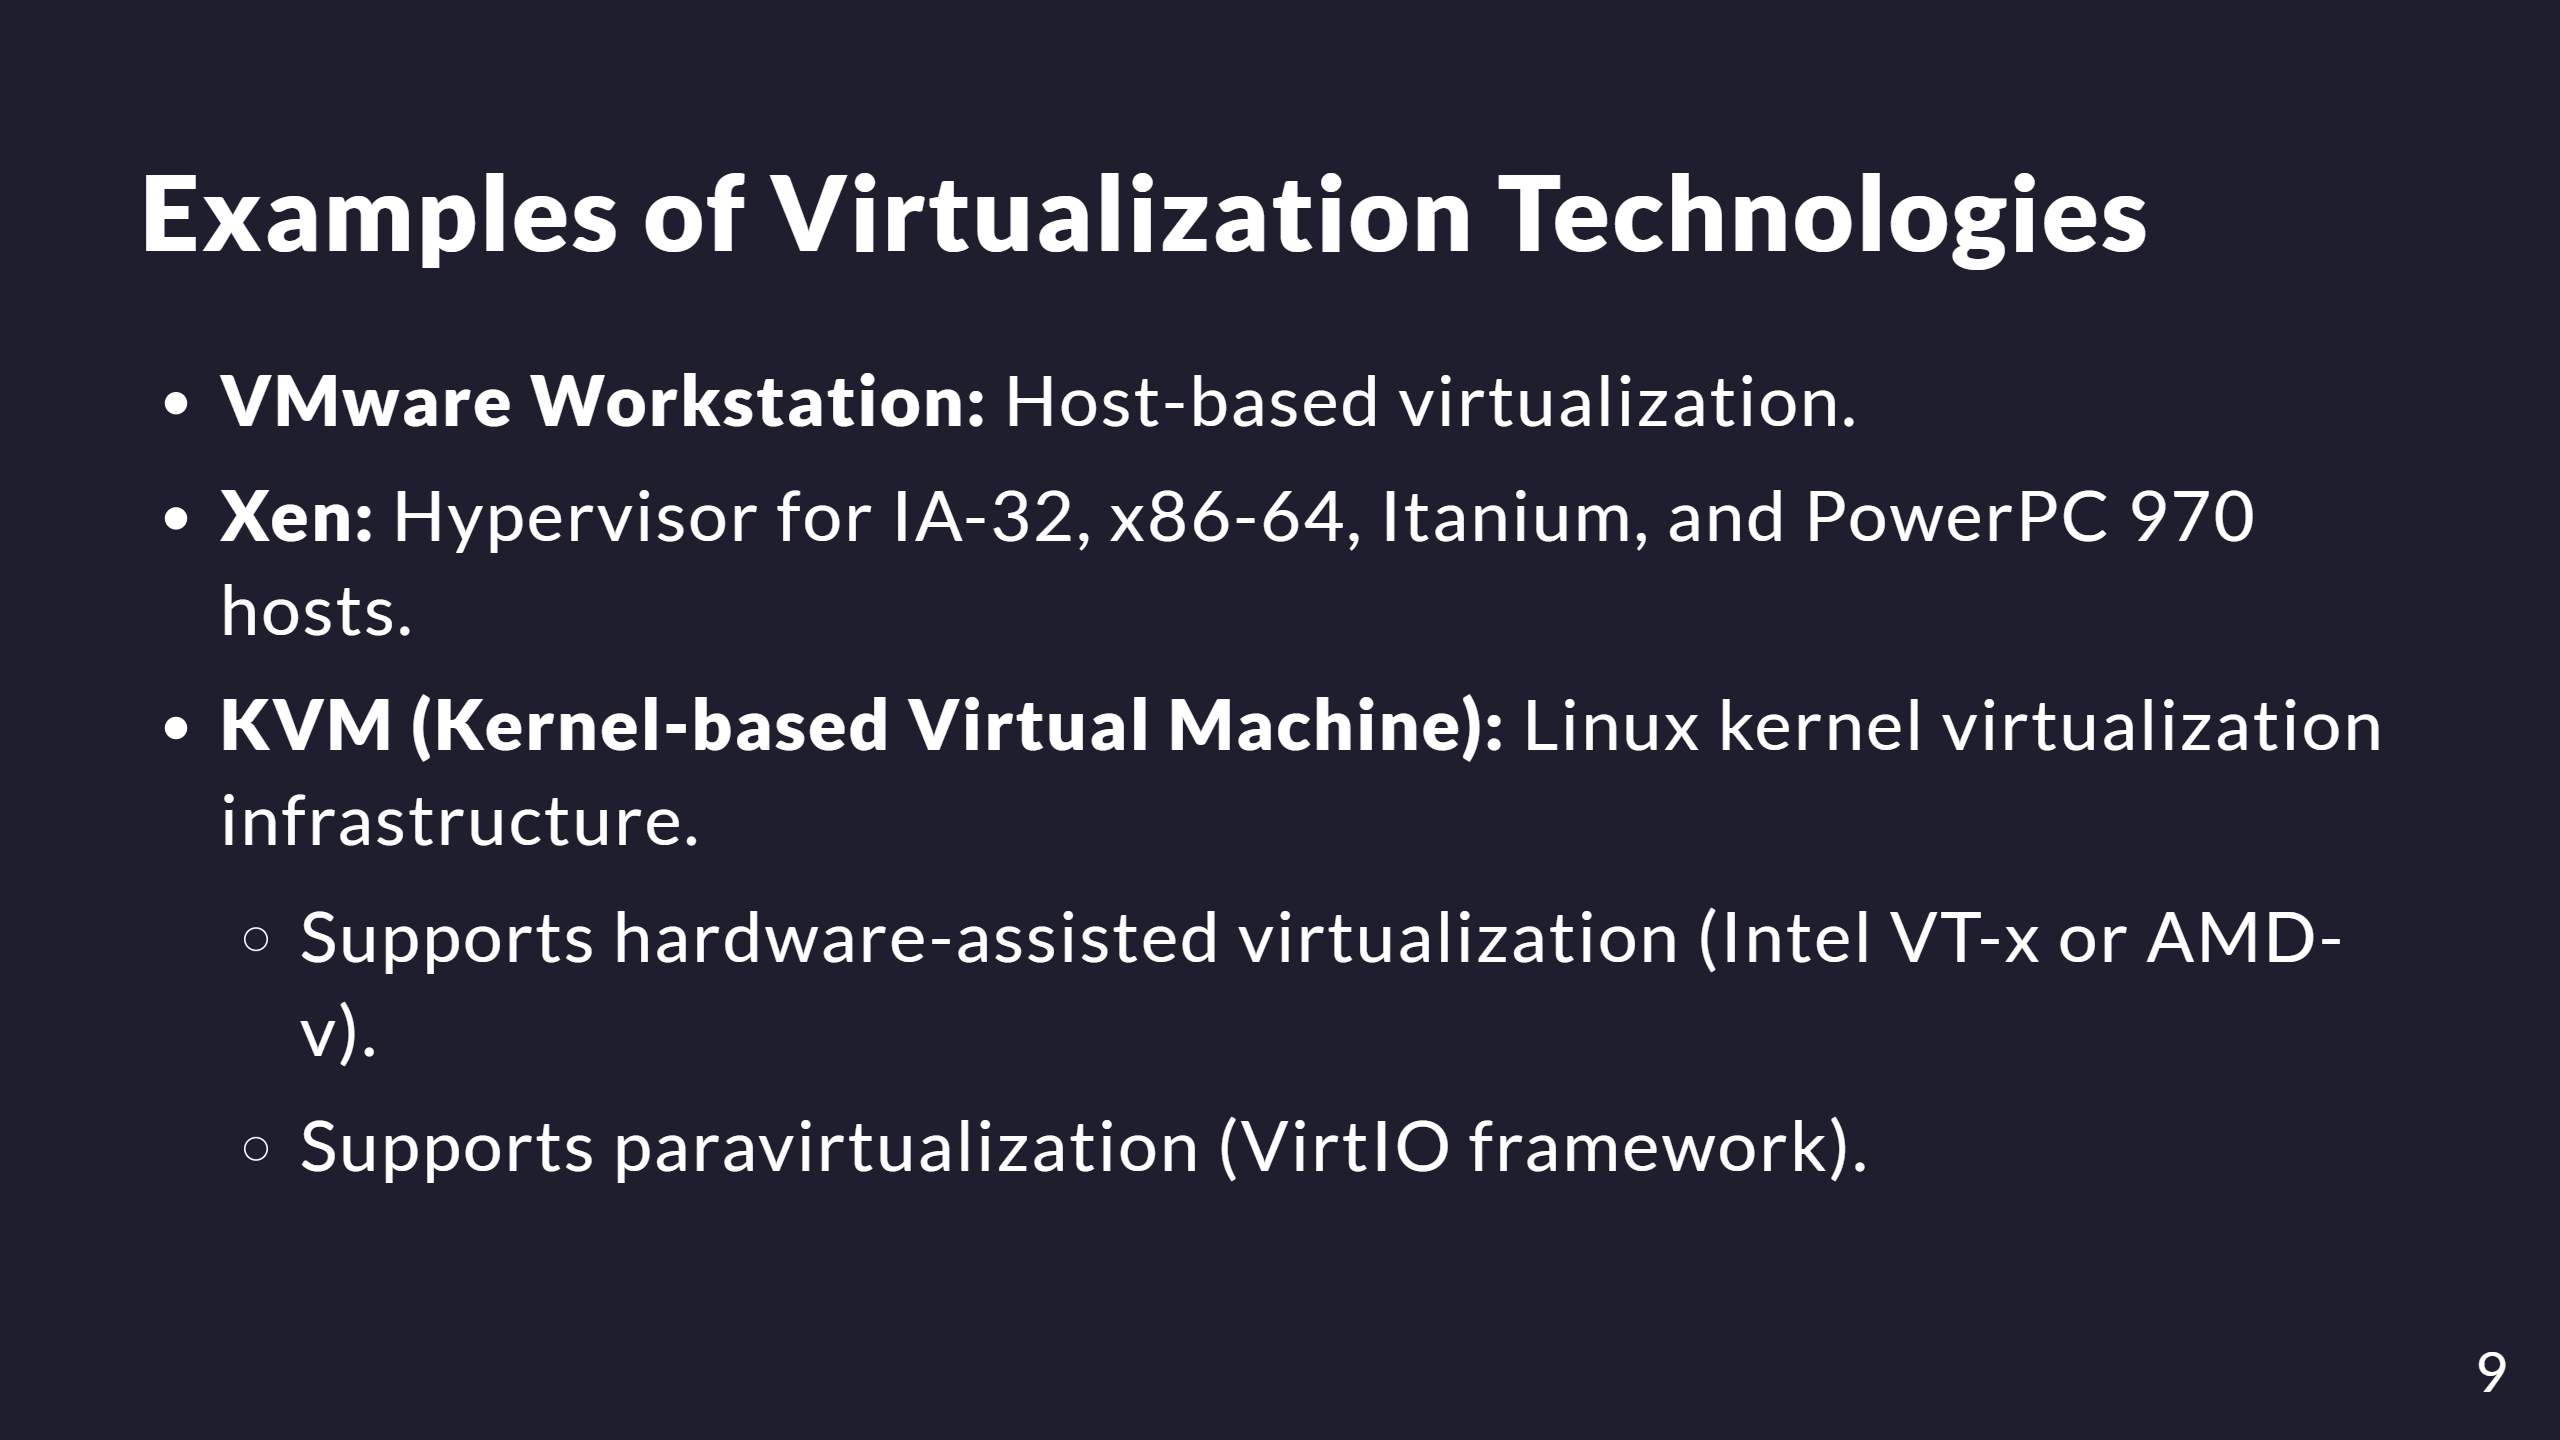 Examples of Virtualization Technologies
• VMware Workstation: Host-based virtualization.
• Xen: Hypervisor for IA-32, x86-64, Itanium, and PowerPC 970
hosts.
• KVM (Kernel-based Virtual Machine): Linux kernel virtualization
infrastructure.
○ Supports hardware-assisted virtualization (Intel VT-x or AMD-
v).
○ Supports paravirtualization (VirtIO framework).
9